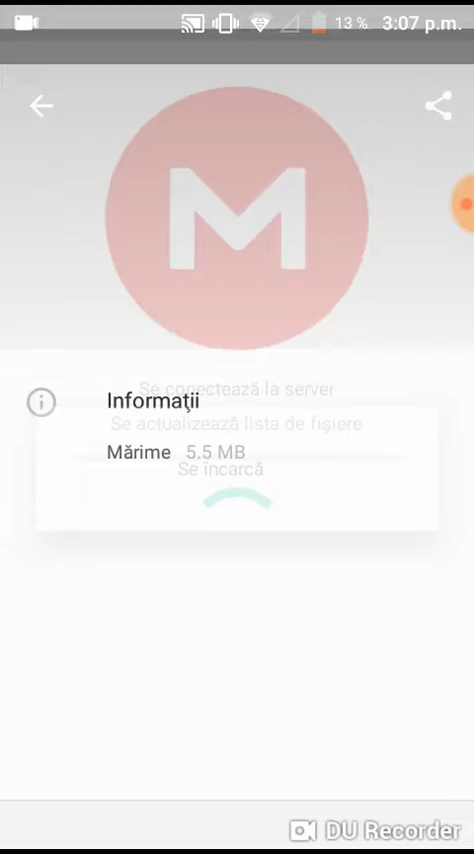 13 % 3:07 p.m.
M
Se conectează la server
Informaţii
Se actualizează lista de fişiere
Mărime 5.5 MB
Se încarcă
DU Recorder